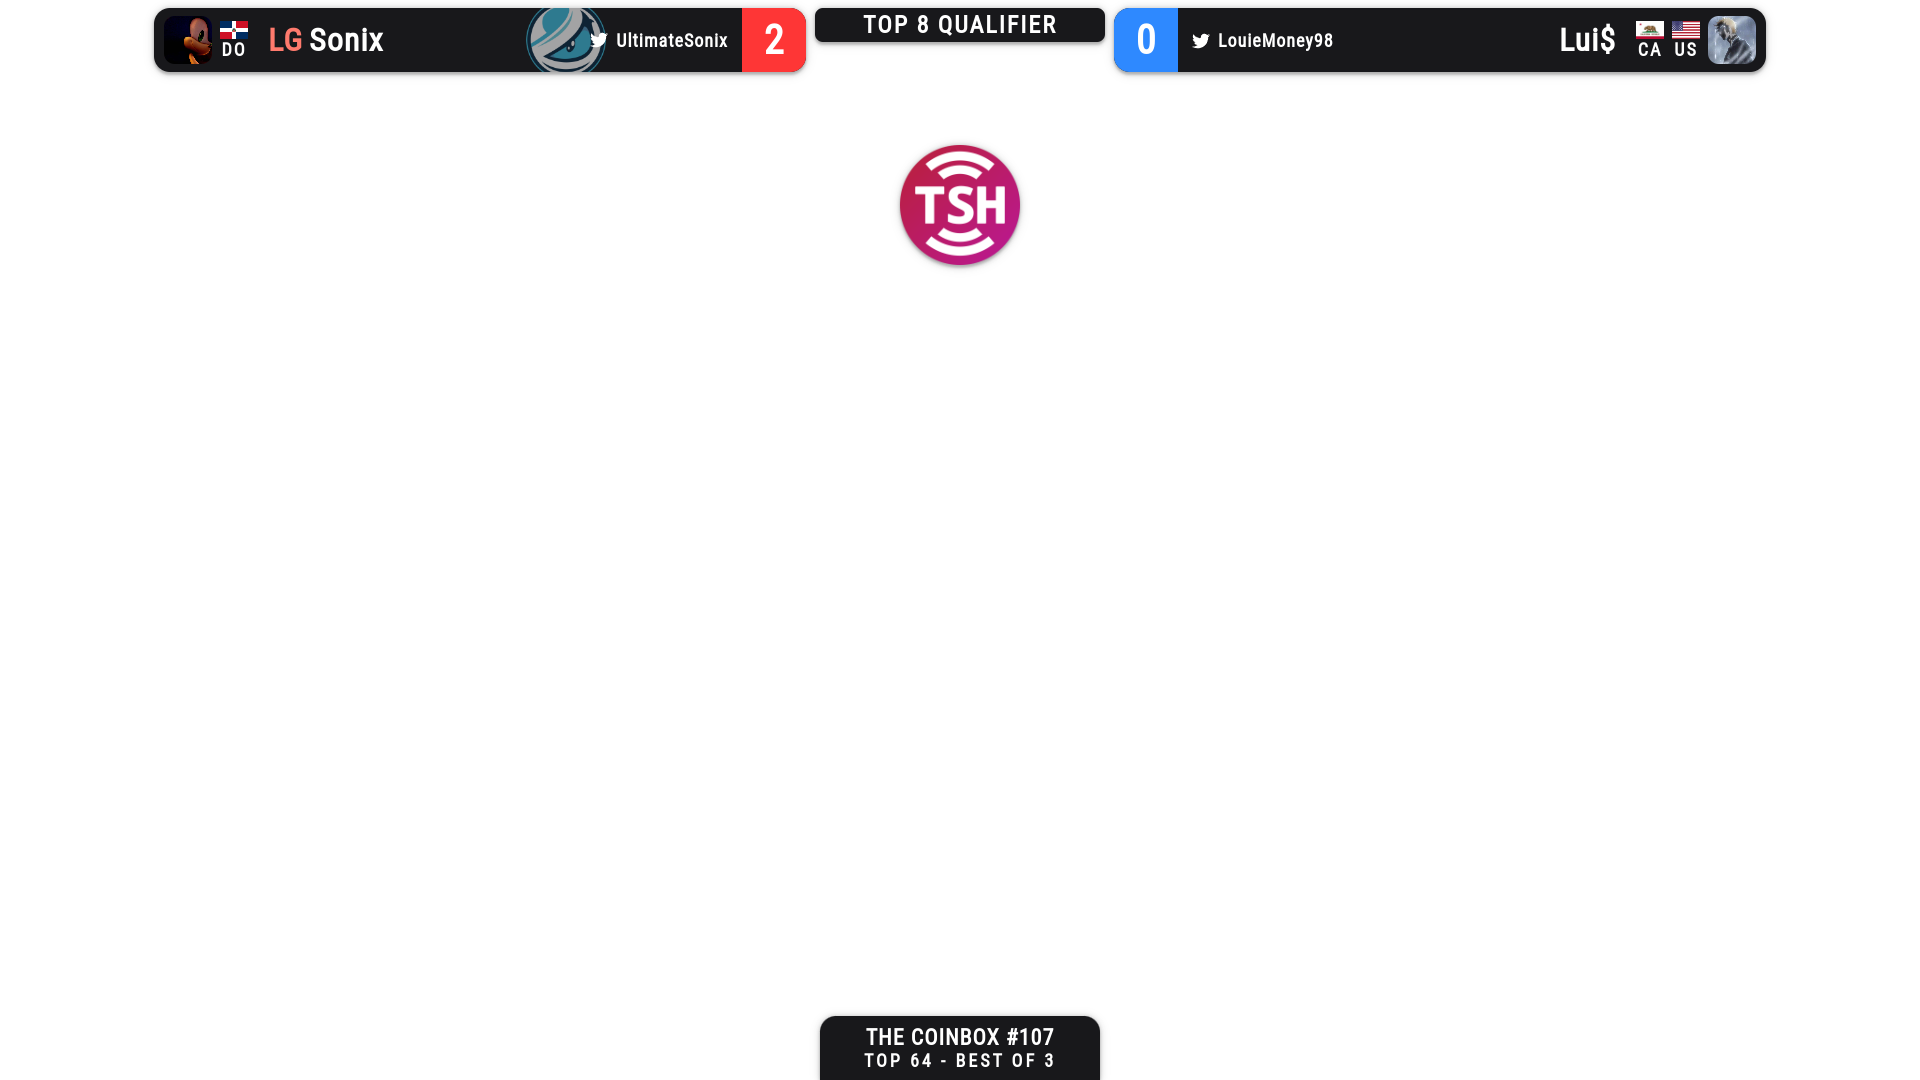 DO
LG Sonix
UltimateSonix
2
TOP 8 QUALIFIER
0
LouieMoney98
Lui$
CA
US
TSH
THE COINBOX #107
TOP 64 - BEST OF 3